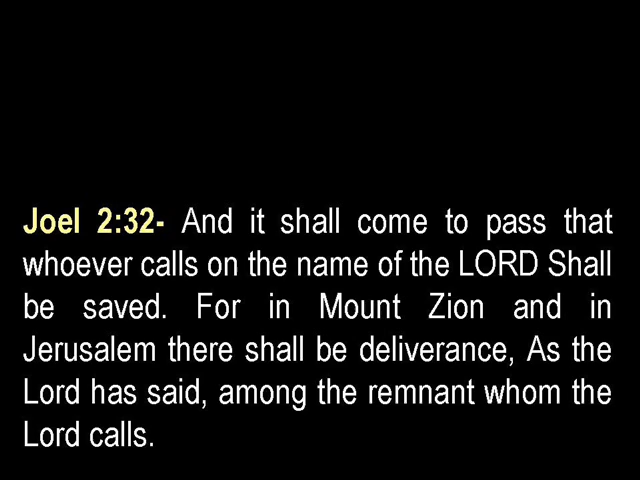 Joel 2:32- And it shall come to pass that
whoever calls on the name of the LORD Shall
be saved. For in Mount Zion and in
Jerusalem there shall be deliverance, As the
Lord has said, among the remnant whom the
Lord calls.